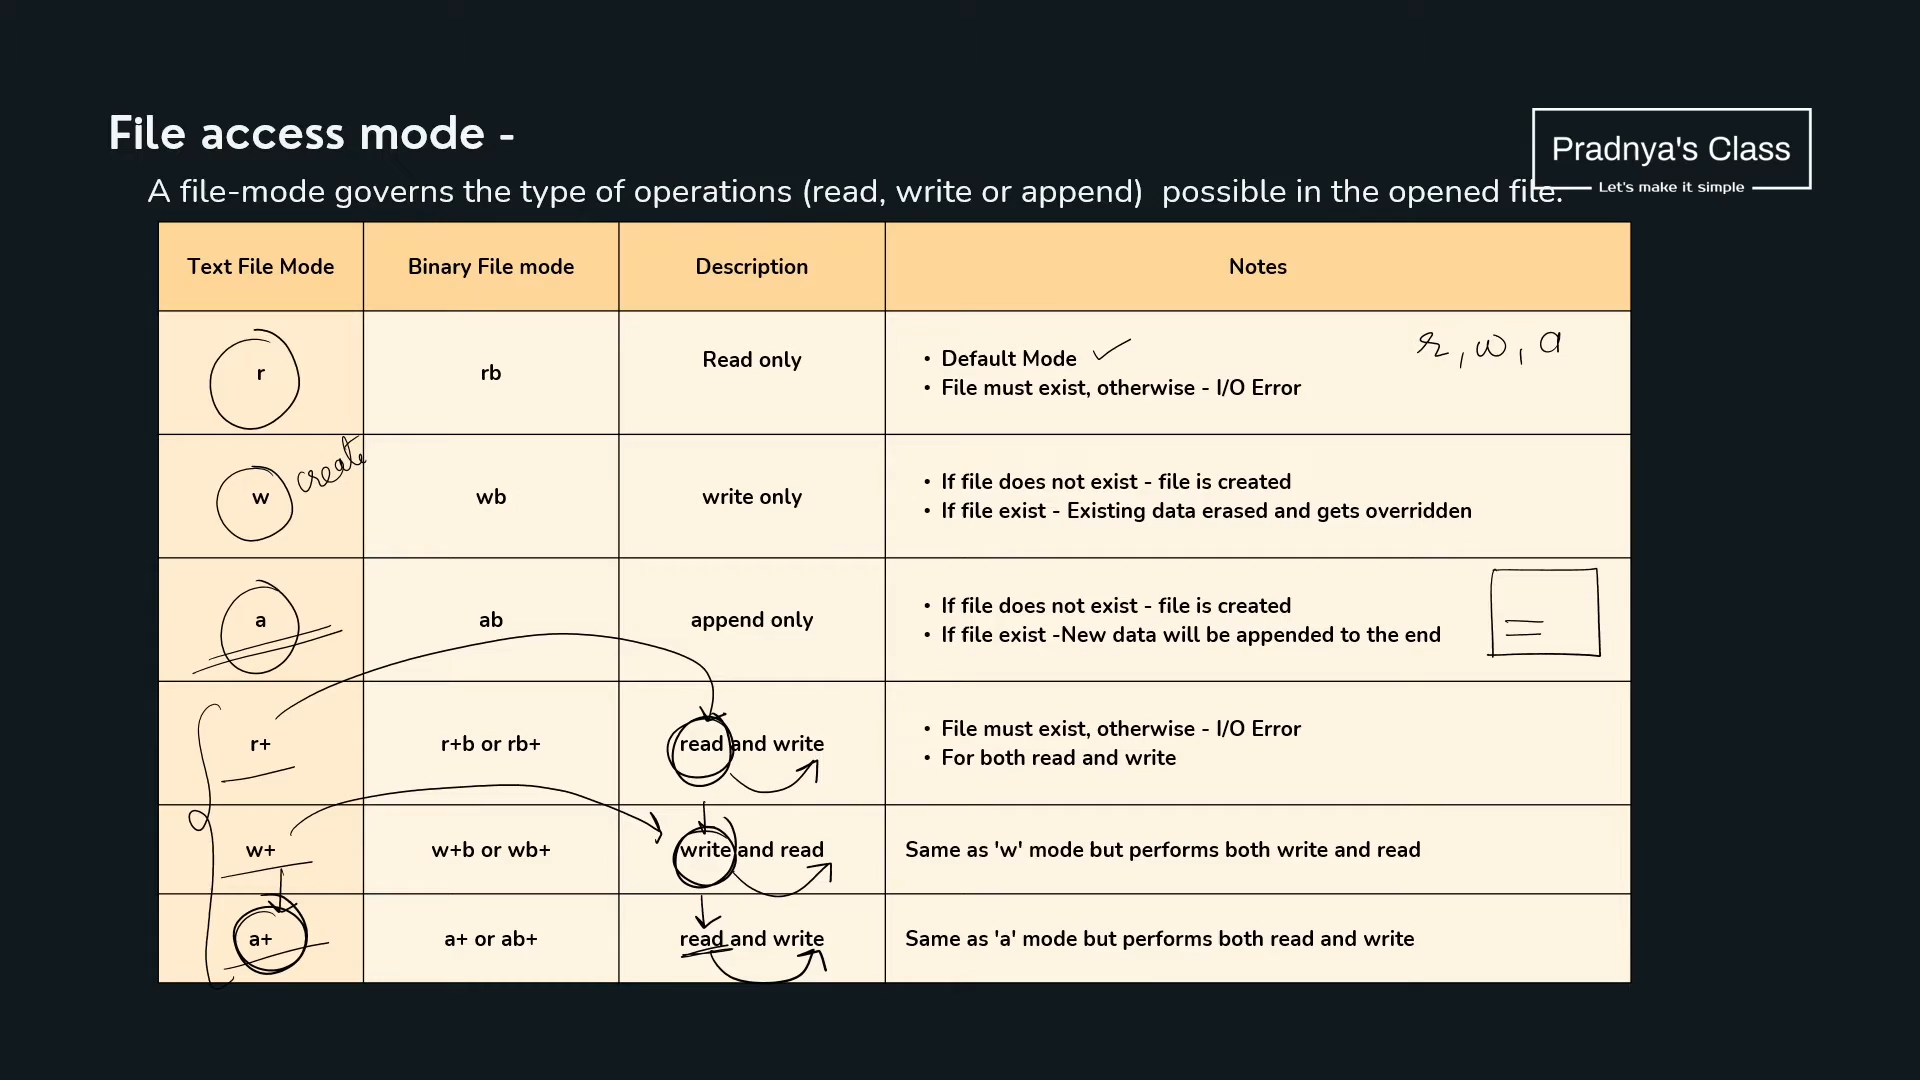 File access mode -
Pradnya's Class
Let's make it simple
A file-mode governs the type of operations (read, write or append) possible in the opened file.
Text File Mode Binary File mode Description Notes
r rb Read only
• Default Mode
• File must exist, otherwise - I/O Error
r, w, a
w create wb write only
• If file does not exist - file is created
• If file exist - Existing data erased and gets overridden
a ab append only
• If file does not exist - file is created
• If file exist -New data will be appended to the end
r+ r+b or rb+ read and write
• File must exist, otherwise - I/O Error
• For both read and write
w+ w+b or wb+ write and read Same as 'w' mode but performs both write and read
a+ a+ or ab+ read and write Same as 'a' mode but performs both read and write